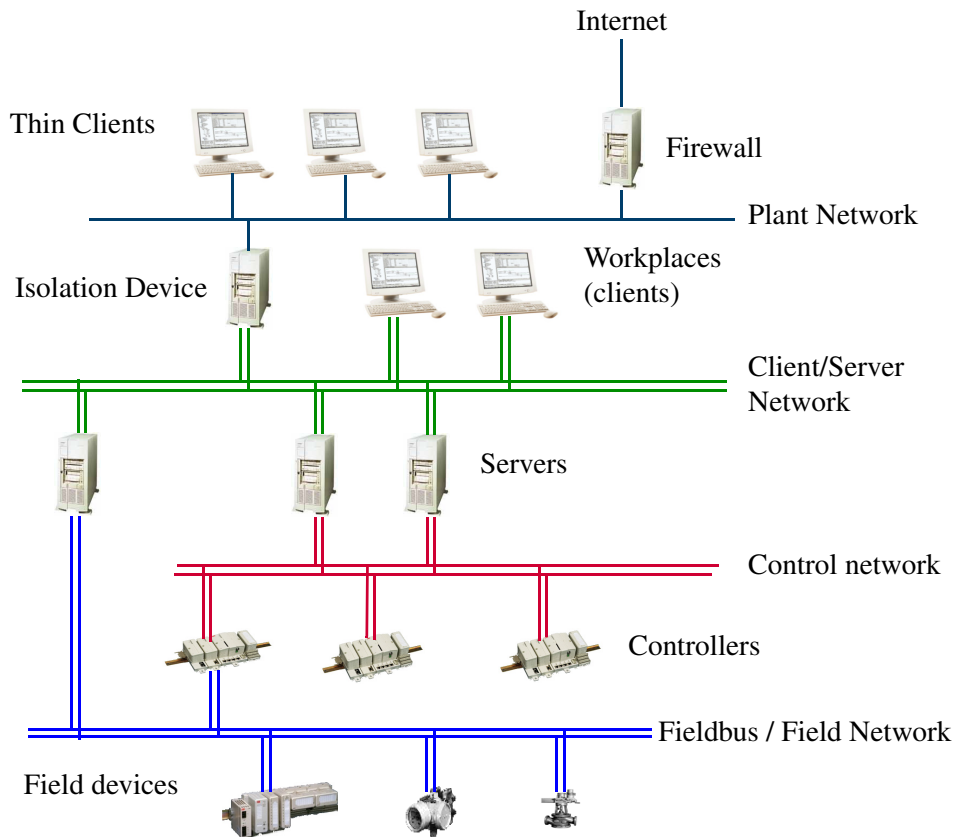 Internet
Thin Clients
Firewall
Plant Network
Isolation Device
Workplaces
(clients)
Client/Server
Network
Servers
Control network
Controllers
Fieldbus / Field Network
Field devices